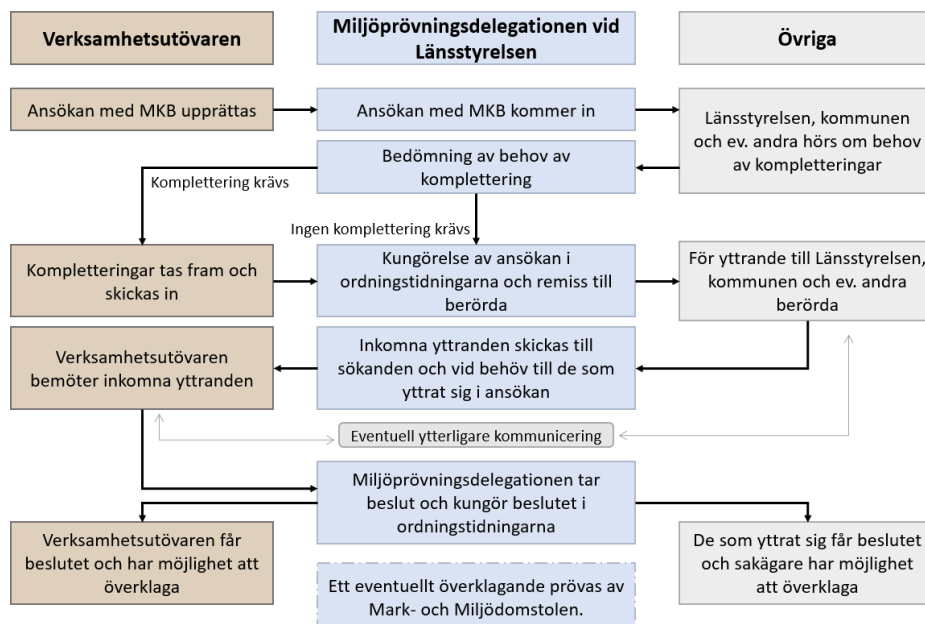 Verksamhetsutövaren
Miljöprövningsdelegationen vid
Länsstyrelsen
Övriga
Ansökan med MKB upprättas
Ansökan med MKB kommer in
Länsstyrelsen, kommunen
och ev. andra hörs om behov
av kompletteringar
Bedömning av behov av
komplettering
Komplettering krävs
Ingen komplettering krävs
Kompletteringar tas fram och
skickas in
Kungörelse av ansökan i
ordningstidningarna och remiss till
berörda
För yttrande till Länsstyrelsen,
kommunen och ev. andra
berörda
Verksamhetsutövaren
bemöter inkomna yttranden
Inkomna yttranden skickas till
sökanden och vid behöv till de som
yttrat sig i ansökan
Eventuell ytterligare kommunicering
Miljöprövningsdelegationen tar
beslut och kungör beslutet i
ordningstidningarna
Verksamhetsutövaren får
beslutet och har möjlighet att
överklaga
De som yttrat sig får beslutet
och sakägare har möjlighet
att överklaga
Ett eventuellt överklagande prövas av
Mark- och Miljödomstolen.